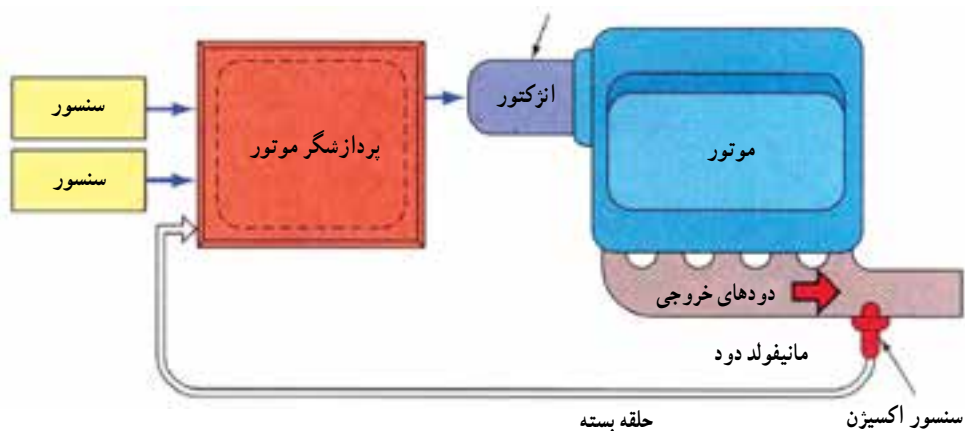 سنسور
سنسور
پردازشگر موتور
انژکتور
موتور
دودهای خروجی
مانیفولد دود
حلقه بسته
سنسور اکسیژن